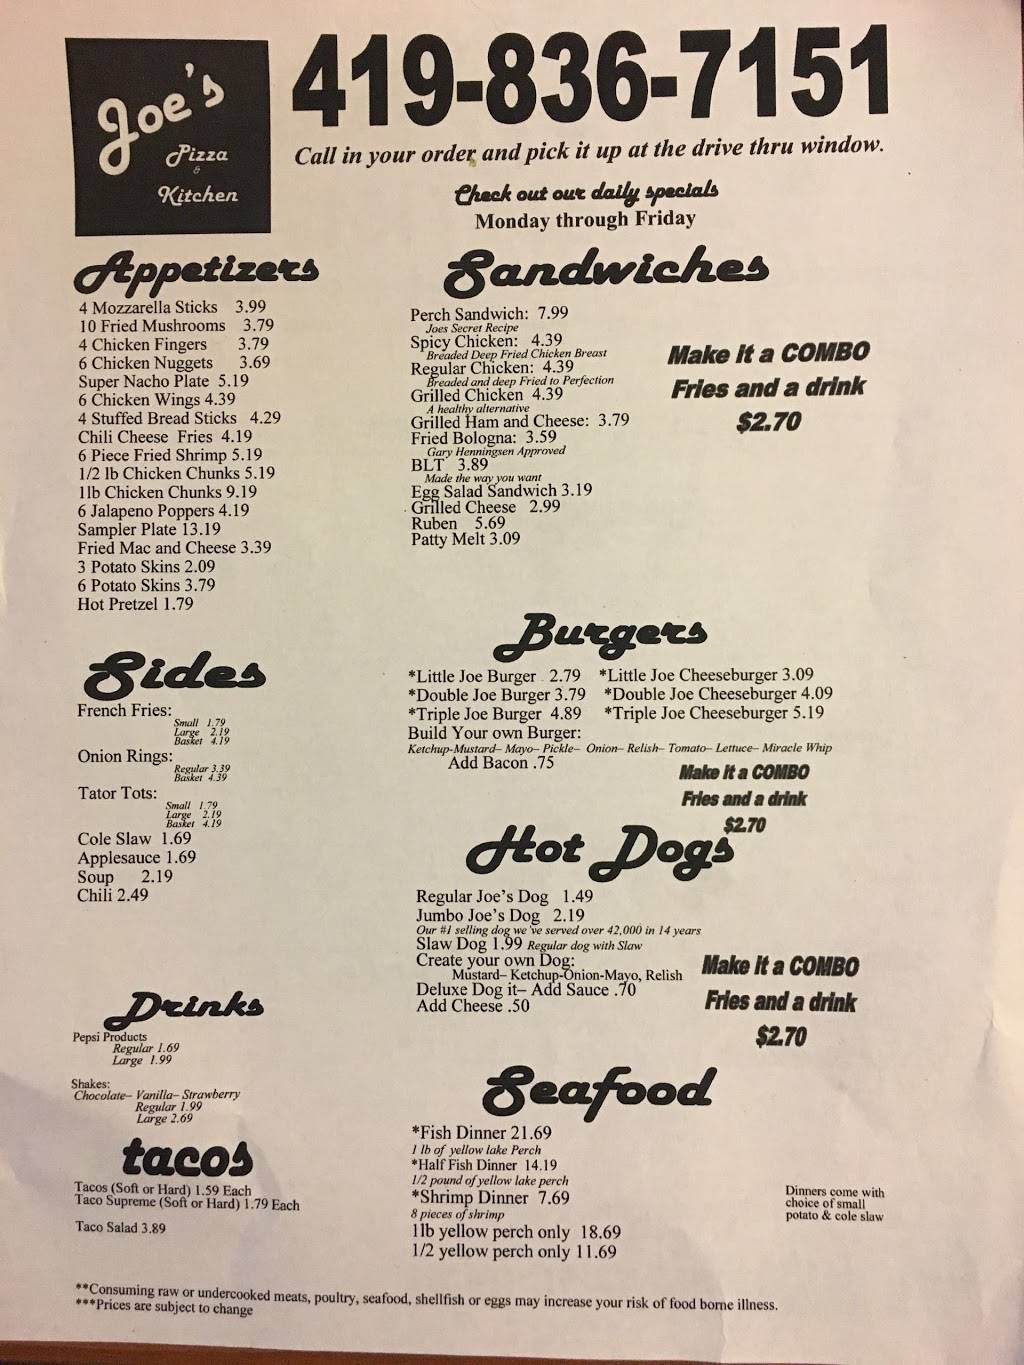 Joe's
Pizza
&
Kitchen
419-836-7151
Call in your order and pick it up at the drive thru window.
Check out our daily specials
Monday through Friday
Appetizers
4 Mozzarella Sticks 3.99
10 Fried Mushrooms 3.79
4 Chicken Fingers 3.79
6 Chicken Nuggets 3.69
Super Nacho Plate 5.19
6 Chicken Wings 4.39
4 Stuffed Bread Sticks 4.29
Chili Cheese Fries 4.19
6 Piece Fried Shrimp 5.19
1/2 lb Chicken Chunks 5.19
1lb Chicken Chunks 9.19
6 Jalapeno Poppers 4.19
Sampler Plate 13.19
Fried Mac and Cheese 3.39
3 Potato Skins 2.09
6 Potato Skins 3.79
Hot Pretzel 1.79
Sides
French Fries:
Small 1.79
Large 2.19
Basket 4.19
Onion Rings:
Regular 3.39
Basket 4.39
Tator Tots:
Small 1.79
Large 2.19
Basket 4.19
Cole Slaw 1.69
Applesauce 1.69
Soup 2.19
Chili 2.49
Drinks
Pepsi Products
Regular 1.69
Large 1.99
Shakes:
Chocolate– Vanilla– Strawberry
Regular 1.99
Large 2.69
tacos
Tacos (Soft or Hard) 1.59 Each
Taco Supreme (Soft or Hard) 1.79 Each
Taco Salad 3.89
Sandwiches
Perch Sandwich: 7.99
Joes Secret Recipe
Spicy Chicken: 4.39
Breaded Deep Fried Chicken Breast
Regular Chicken: 4.39
Breaded and deep Fried to Perfection
Grilled Chicken 4.39
A healthy alternative
Grilled Ham and Cheese: 3.79
Fried Bologna: 3.59
Gary Henningsen Approved
BLT 3.89
Made the way you want
Egg Salad Sandwich 3.19
Grilled Cheese 2.99
Ruben 5.69
Patty Melt 3.09
Make it a COMBO
Fries and a drink
$2.70
Burgers
*Little Joe Burger 2.79 *Little Joe Cheeseburger 3.09
*Double Joe Burger 3.79 *Double Joe Cheeseburger 4.09
*Triple Joe Burger 4.89 *Triple Joe Cheeseburger 5.19
Build Your own Burger:
Ketchup-Mustard– Mayo– Pickle– Onion– Relish– Tomato– Lettuce– Miracle Whip
Add Bacon .75
Make it a COMBO
Fries and a drink
$2.70
Hot Dogs
Regular Joe's Dog 1.49
Jumbo Joe's Dog 2.19
Our #1 selling dog we've served over 42,000 in 14 years
Slaw Dog 1.99 Regular dog with Slaw
Create your own Dog:
Mustard– Ketchup-Onion-Mayo, Relish
Deluxe Dog it– Add Sauce .70
Add Cheese .50
Make it a COMBO
Fries and a drink
$2.70
Seafood
*Fish Dinner 21.69
1 lb of yellow lake Perch
*Half Fish Dinner 14.19
1/2 pound of yellow lake perch
*Shrimp Dinner 7.69
8 pieces of shrimp
1lb yellow perch only 18.69
1/2 yellow perch only 11.69
Dinners come with
choice of small
potato & cole slaw
**Consuming raw or undercooked meats, poultry, seafood, shellfish or eggs may increase your risk of food borne illness.
***Prices are subject to change